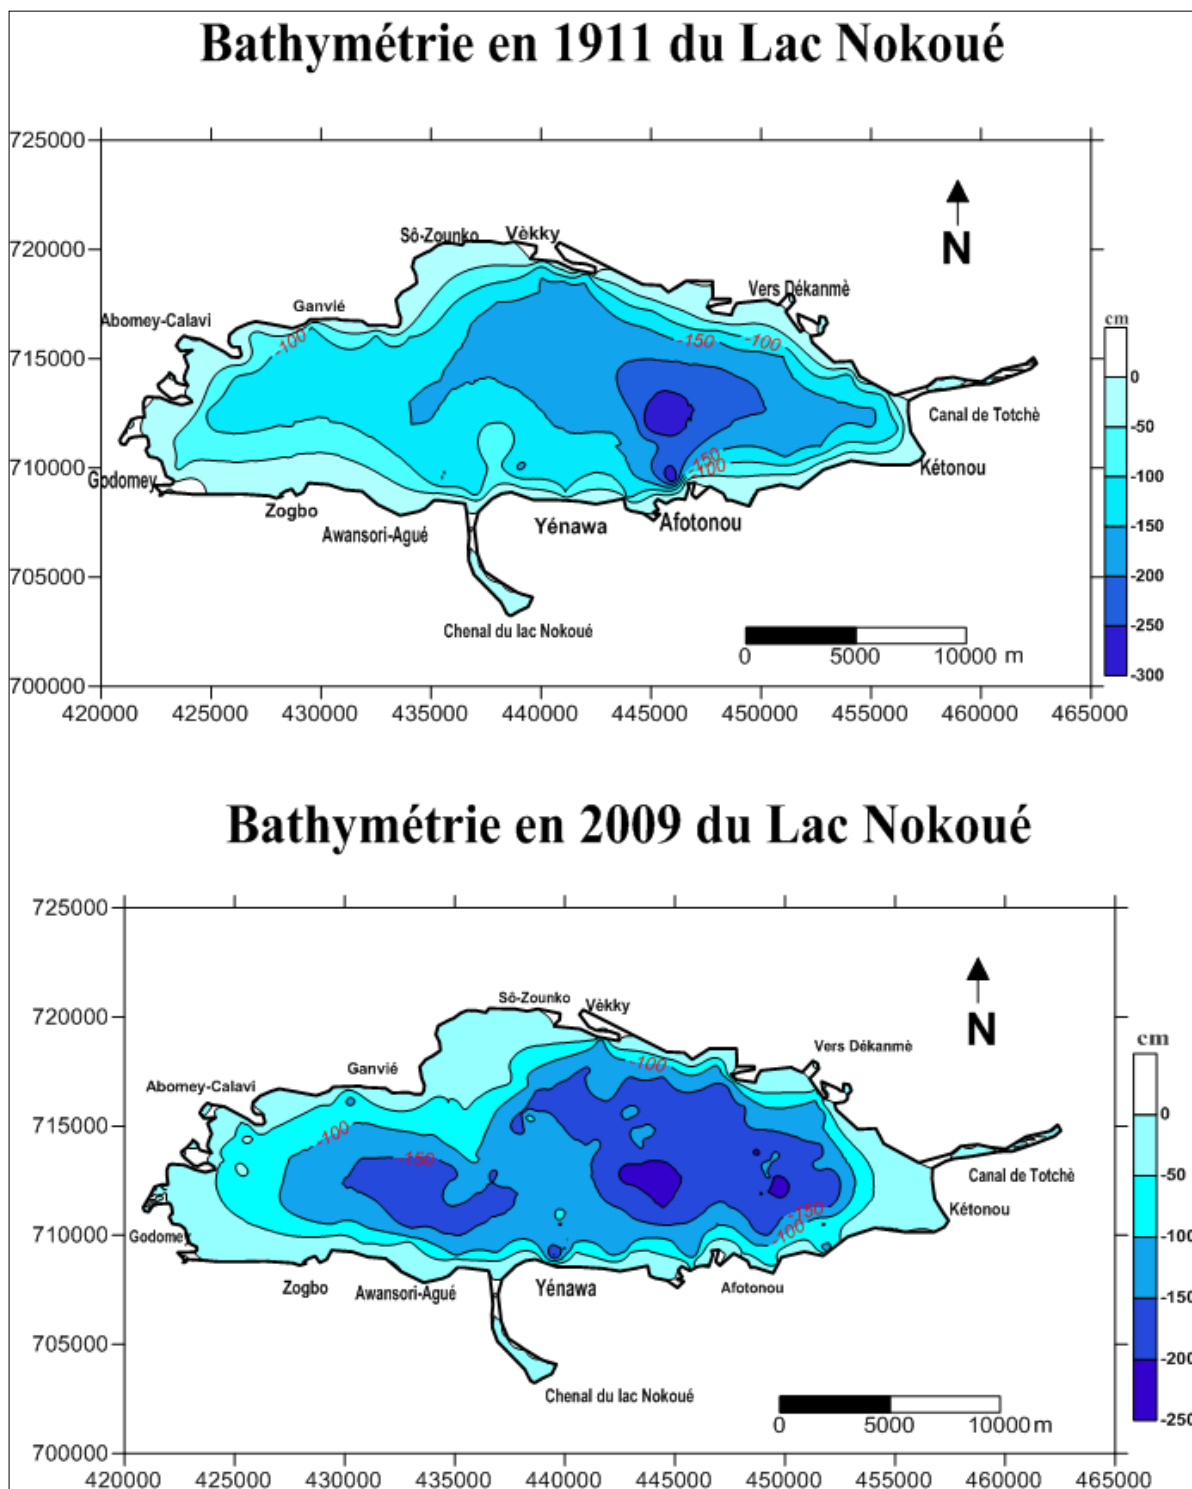 Bathymétrie en 1911 du Lac Nokoué
725000
720000
715000
710000
705000
700000
Sô-Zounko
Vèkky
N
Vers Dékanmè
Ganvié
Abomey-Calavi
-100
-150
-100
cm
0
-50
-100
-150
-200
-250
-300
Canal de Totchè
Kétonou
-150
-100
Godomey
Zogbo
Awansori-Agué
Yénawa
Afotonou
Chenal du lac Nokoué
0 5000 10000 m
420000 425000 430000 435000 440000 445000 450000 455000 460000 465000
Bathymétrie en 2009 du Lac Nokoué
725000
720000
715000
710000
705000
700000
Sô-Zounko
Vèkky
N
Vers Dékanmè
Ganvié
Abomey-Calavi
-100
-100
-150
cm
0
-50
-100
-150
-200
-250
Canal de Totchè
Kétonou
-150
-100
Godomey
Zogbo
Awansori-Agué
Yénawa
Afotonou
Chenal du lac Nokoué
0 5000 10000 m
420000 425000 430000 435000 440000 445000 450000 455000 460000 465000